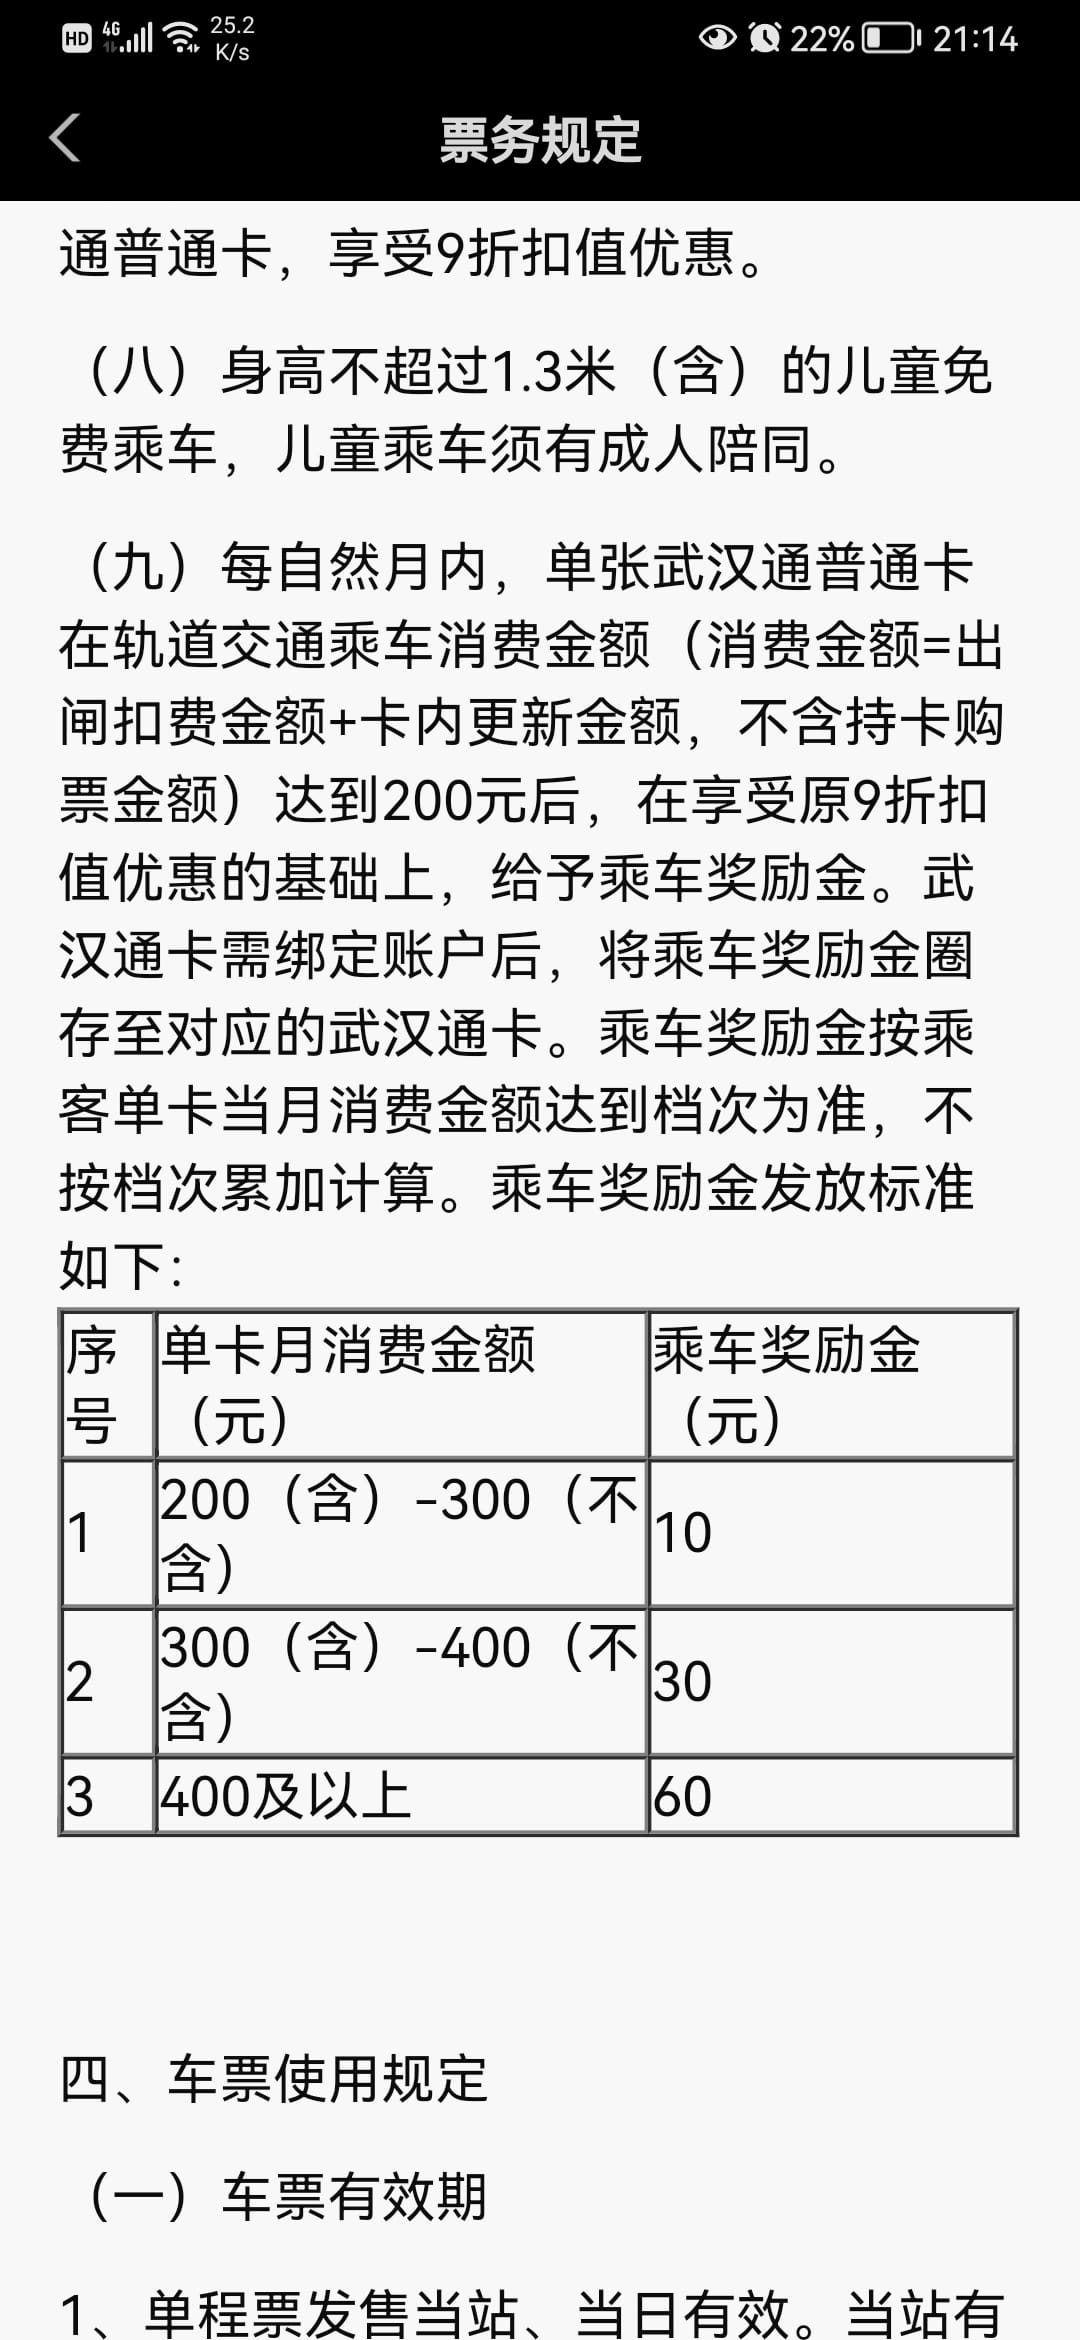 HD 4G 25.2 K/s 22% 21:14
票务规定
通普通卡，享受9折扣值优惠。
（八）身高不超过1.3米（含）的儿童免
费乘车，儿童乘车须有成人陪同。
（九）每自然月内，单张武汉通普通卡
在轨道交通乘车消费金额（消费金额=出
闸扣费金额+卡内更新金额，不含持卡购
票金额）达到200元后，在享受原9折扣
值优惠的基础上，给予乘车奖励金。武
汉通卡需绑定账户后，将乘车奖励金圈
存至对应的武汉通卡。乘车奖励金按乘
客单卡当月消费金额达到档次为准，不
按档次累加计算。乘车奖励金发放标准
如下：
序号 单卡月消费金额（元） 乘车奖励金（元）
1 200（含）-300（不含） 10
2 300（含）-400（不含） 30
3 400及以上 60
四、车票使用规定
（一）车票有效期
1、单程票发售当站、当日有效。当站有